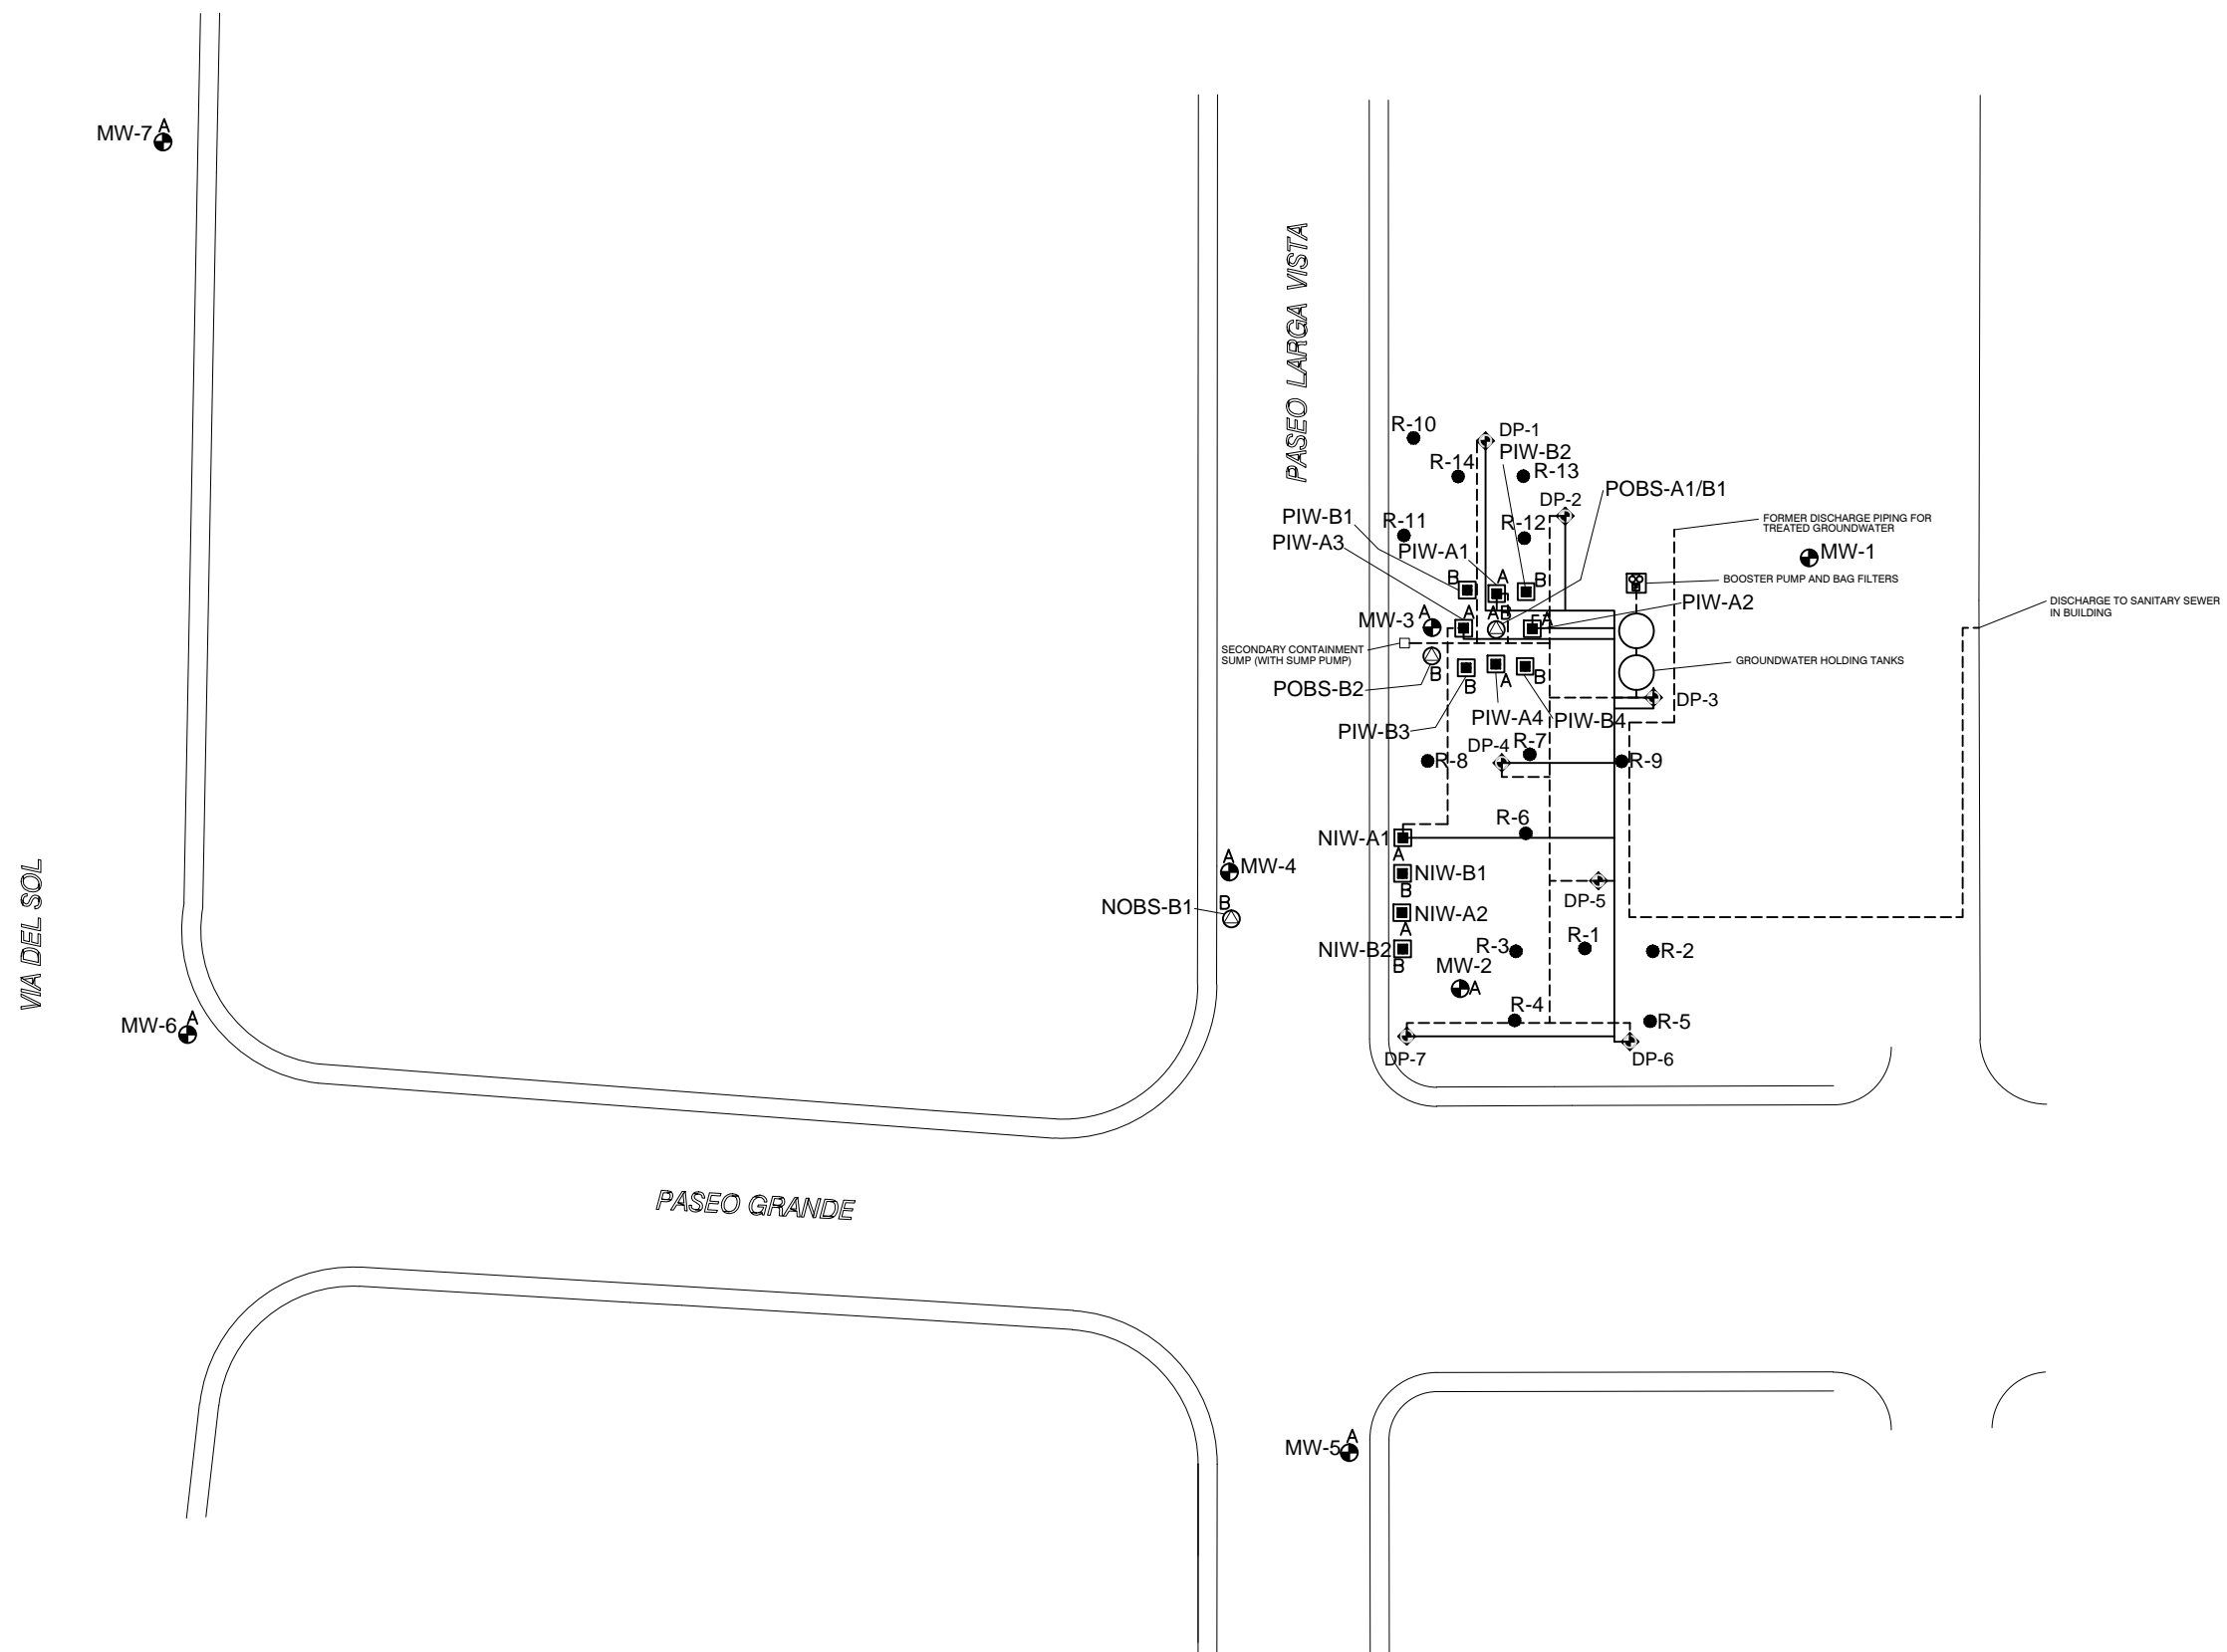 MW-7
A
PASEO LARGA VISTA
R-10
DP-1
PIW-B2
R-14
R-13
DP-2
POBS-A1/B1
PIW-B1
R-11
R-12
FORMER DISCHARGE PIPING FOR
TREATED GROUNDWATER
PIW-A3
PIW-A1
MW-1
B
A
B
BOOSTER PUMP AND BAG FILTERS
PIW-A2
DISCHARGE TO SANITARY SEWER
IN BUILDING
MW-3
A
A
A
B
A
SECONDARY CONTAINMENT
SUMP (WITH SUMP PUMP)
GROUNDWATER HOLDING TANKS
B
B
A
B
POBS-B2
DP-3
PIW-B3
PIW-A4
PIW-B4
DP-4
R-7
R-8
R-9
R-6
NIW-A1
A
MW-4
A
NIW-B1
B
DP-5
NOBS-B1
B
NIW-A2
A
VIA DEL SOL
NIW-B2
B
R-3
R-1
R-2
MW-2
A
R-4
R-5
MW-6
A
DP-7
DP-6
PASEO GRANDE
MW-5
A